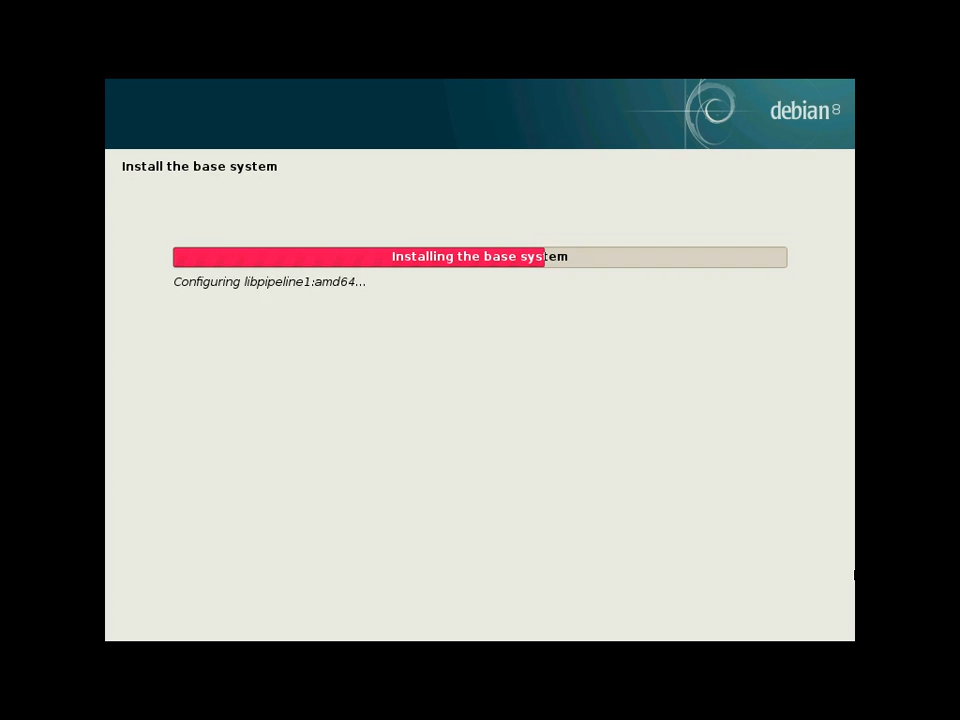 debian 8
Install the base system
Installing the base system
Configuring libpipeline1:amd64...